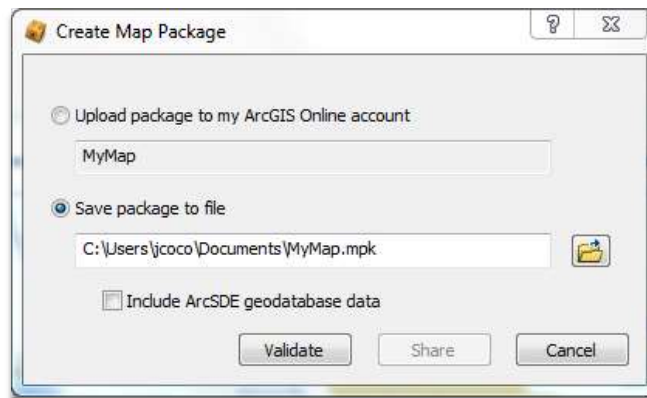 Create Map Package
?
Upload package to my ArcGIS Online account
MyMap
Save package to file
C:\Users\jcoco\Documents\MyMap.mpk
Include ArcSDE geodatabase data
Validate Share Cancel